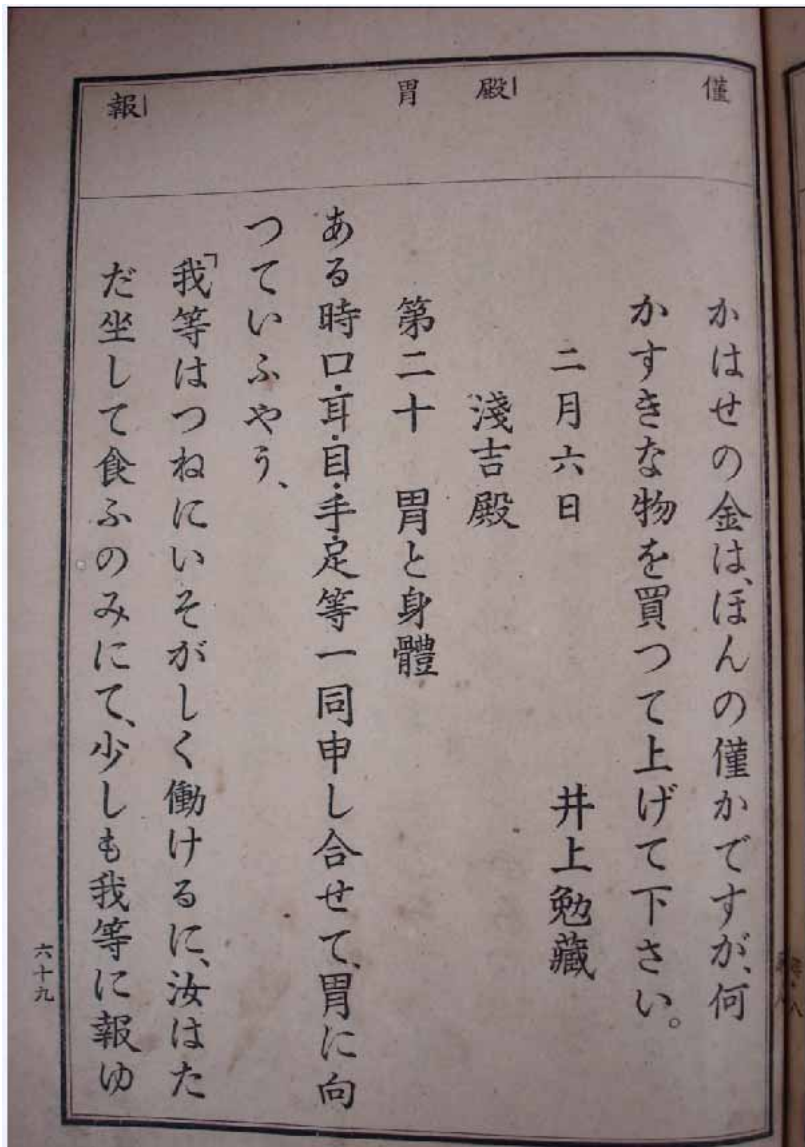 僅
殿
胃
報
かはせの金は、ほんの僅かですが、何
かすきな物を買つて上げて下さい。
二月六日　井上勉藏
淺吉殿
第二十　胃と身體
ある時口・耳・目・手・足等一同申し合せて、胃に向
つていふやう、
「我等はつねにいそがしく働けるに、汝はた
だ坐して食ふのみにて、少しも我等に報ゆ
六十九